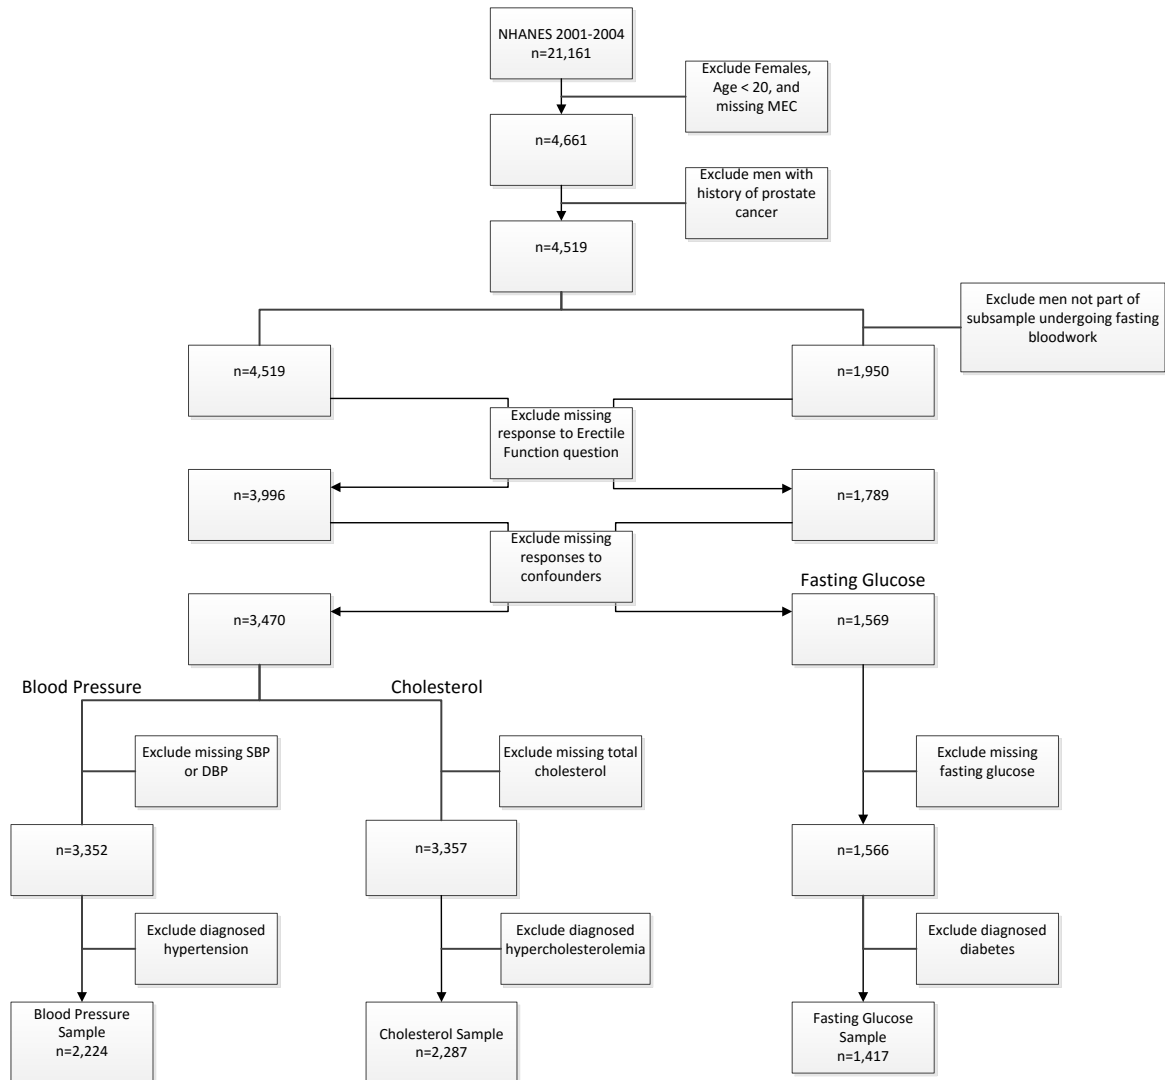 NHANES 2001-2004
n=21,161
Exclude Females,
Age < 20, and
missing MEC
n=4,661
Exclude men with
history of prostate
cancer
n=4,519
Exclude men not part of
subsample undergoing fasting
bloodwork
n=4,519
n=1,950
Exclude missing
response to Erectile
Function question
n=3,996
n=1,789
Exclude missing
responses to
confounders
Fasting Glucose
n=3,470
n=1,569
Blood Pressure
Cholesterol
Exclude missing SBP
or DBP
Exclude missing total
cholesterol
Exclude missing
fasting glucose
n=3,352
n=3,357
n=1,566
Exclude diagnosed
hypertension
Exclude diagnosed
hypercholesterolemia
Exclude diagnosed
diabetes
Blood Pressure
Sample
n=2,224
Cholesterol Sample
n=2,287
Fasting Glucose
Sample
n=1,417